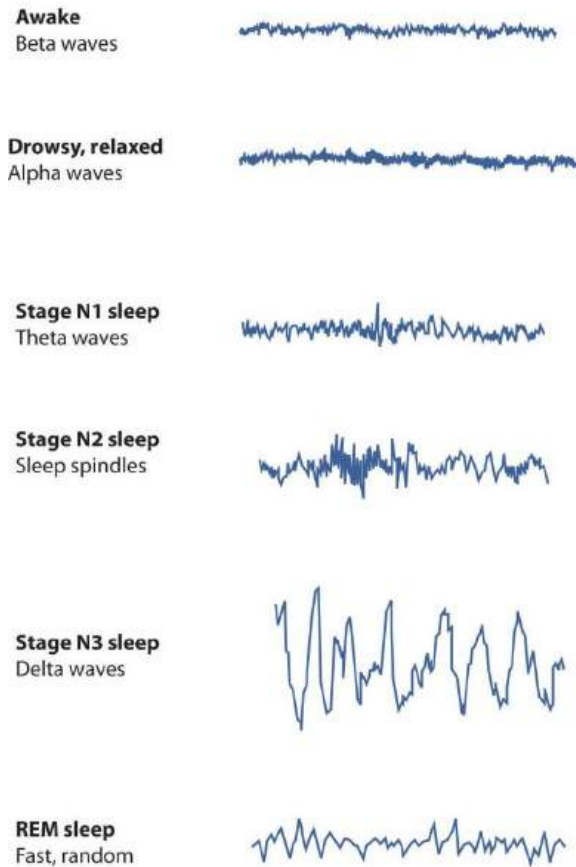 Awake
Beta waves
Drowsy, relaxed
Alpha waves
Stage N1 sleep
Theta waves
Stage N2 sleep
Sleep spindles
Stage N3 sleep
Delta waves
REM sleep
Fast, random